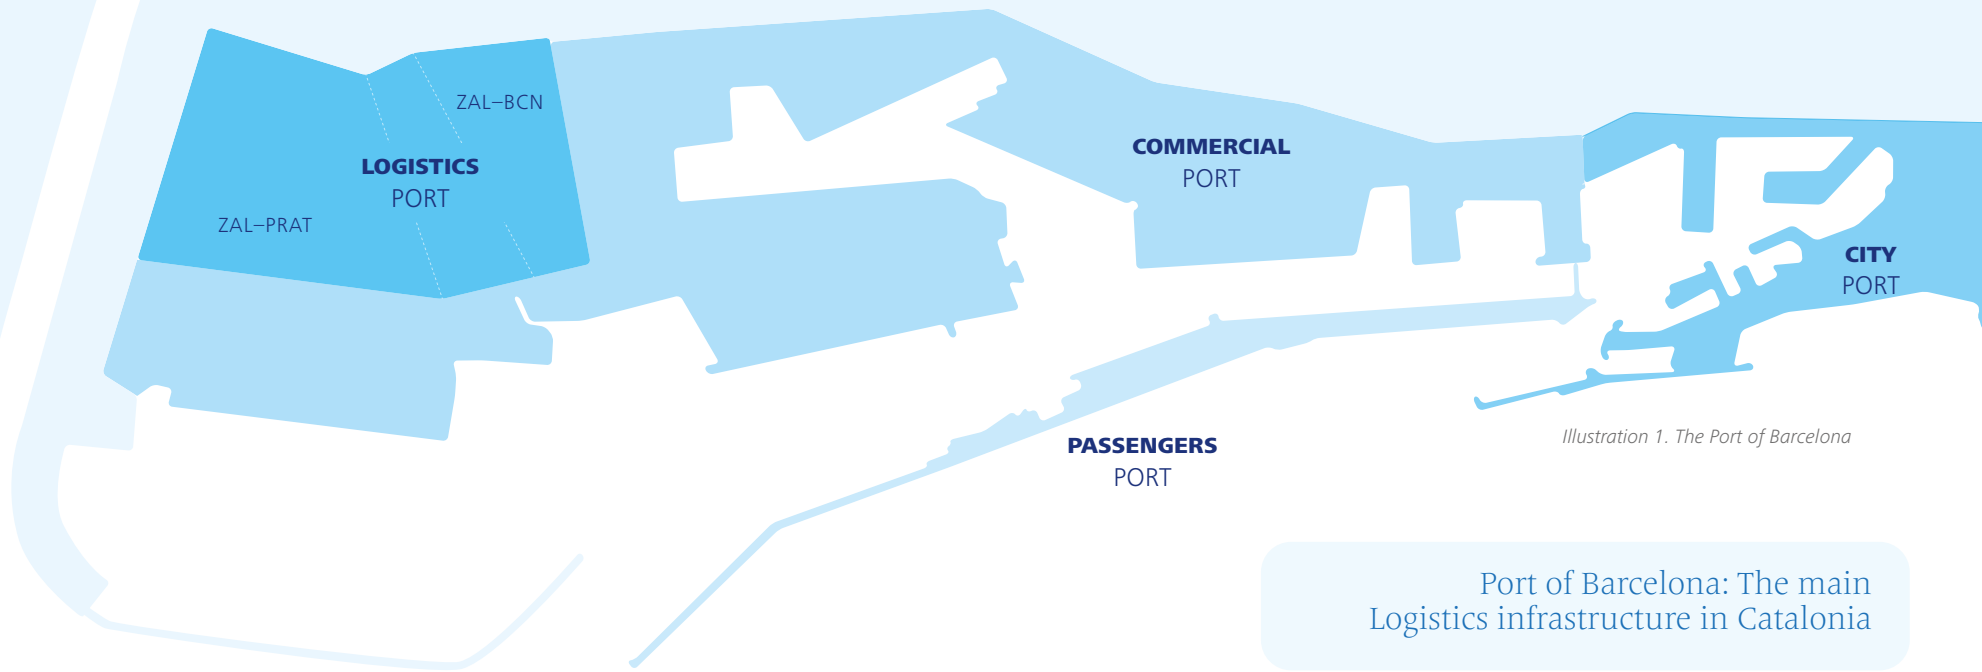 ZAL–BCN
LOGISTICS
PORT
ZAL–PRAT
COMMERCIAL
PORT
CITY
PORT
PASSENGERS
PORT
Illustration 1. The Port of Barcelona
Port of Barcelona: The main
Logistics infrastructure in Catalonia